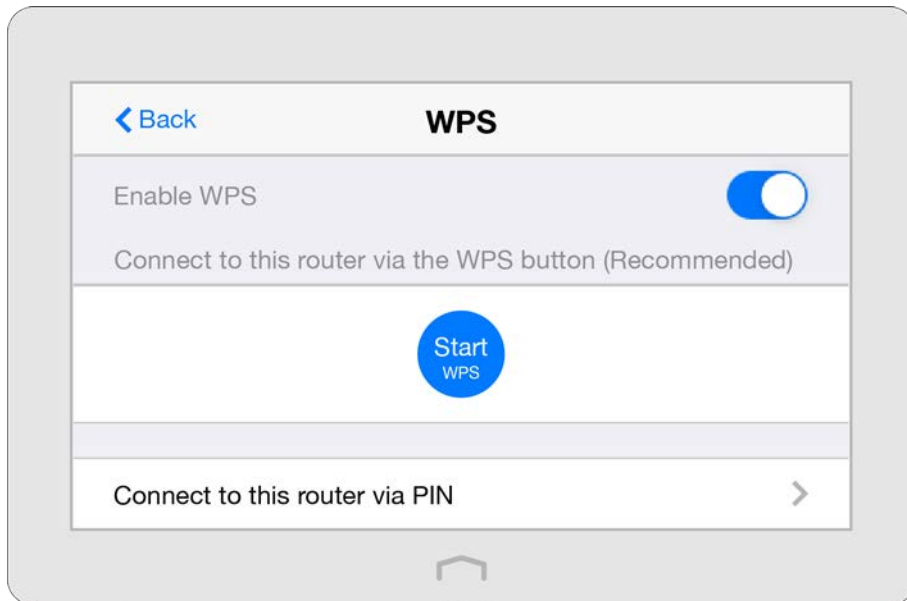 Back
WPS
Enable WPS
Connect to this router via the WPS button (Recommended)
Start
WPS
Connect to this router via PIN